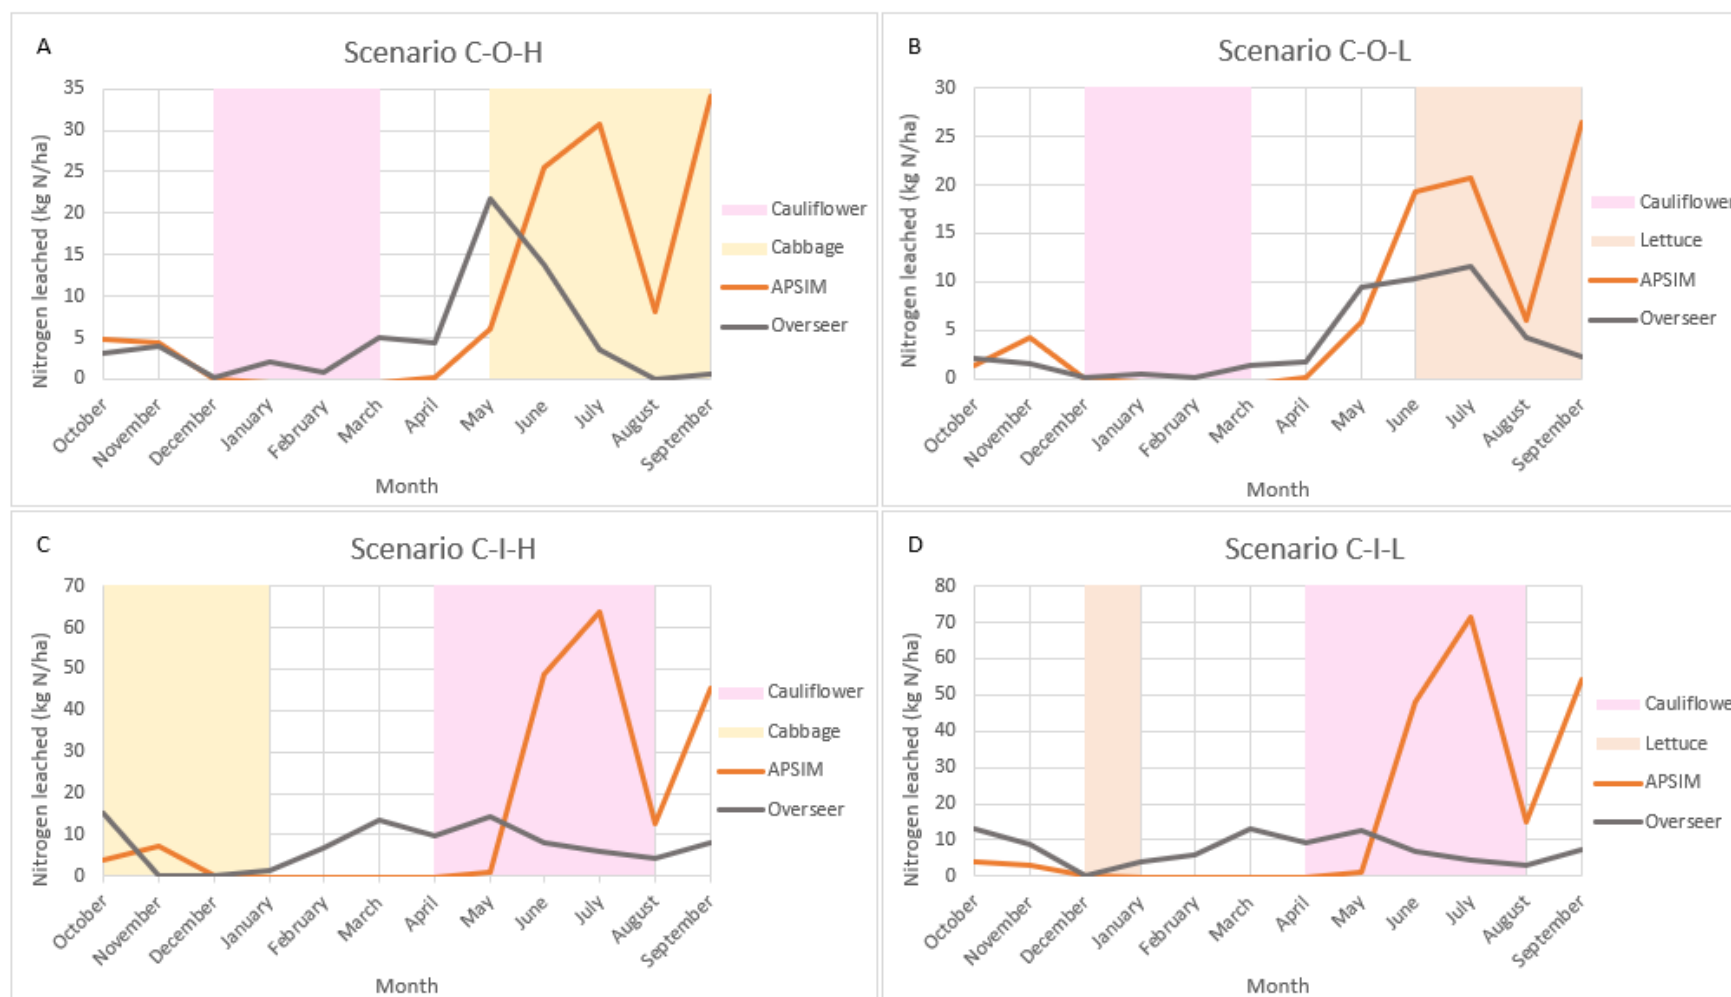 A
Scenario C-O-H
Nitrogen leached (kg N/ha)
35
30
25
20
15
10
5
0
October
November
December
January
February
March
April
May
June
July
August
September
Month
Cauliflower
Cabbage
APSIM
Overseer
B
Scenario C-O-L
Nitrogen leached (kg N/ha)
30
25
20
15
10
5
0
October
November
December
January
February
March
April
May
June
July
August
September
Month
Cauliflower
Lettuce
APSIM
Overseer
C
Scenario C-I-H
Nitrogen leached (kg N/ha)
70
60
50
40
30
20
10
0
October
November
December
January
February
March
April
May
June
July
August
September
Month
Cauliflower
Cabbage
APSIM
Overseer
D
Scenario C-I-L
Nitrogen leached (kg N/ha)
80
70
60
50
40
30
20
10
0
October
November
December
January
February
March
April
May
June
July
August
September
Month
Cauliflowe
Lettuce
APSIM
Overseer